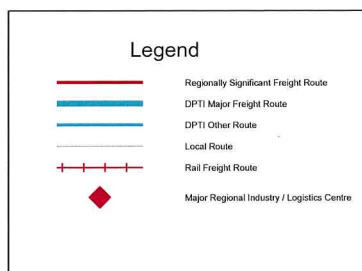 Legend
Regionally Significant Freight Route
DPTI Major Freight Route
DPTI Other Route
Local Route
Rail Freight Route
Major Regional Industry / Logistics Centre